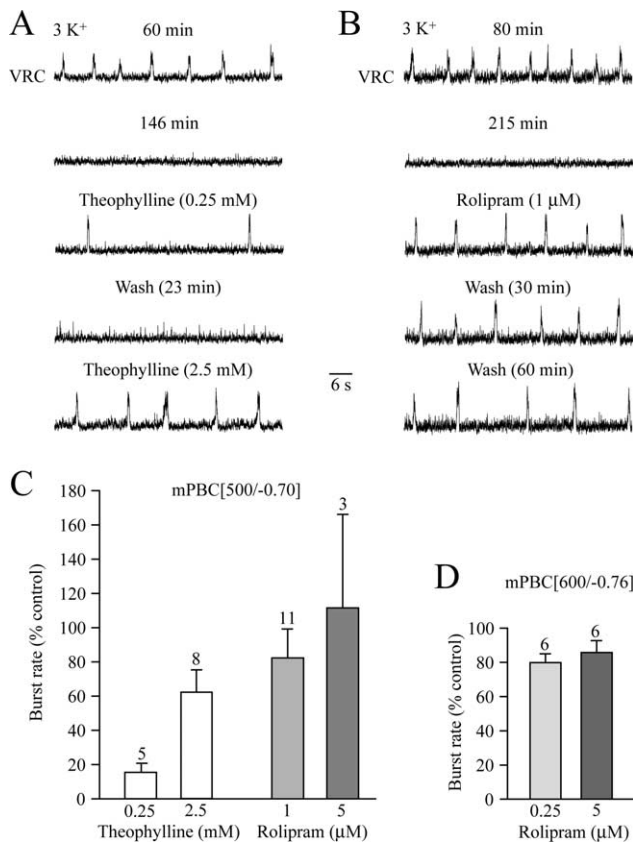 A
3 K⁺ 60 min
VRC
146 min
Theophylline (0.25 mM)
Wash (23 min)
Theophylline (2.5 mM)
6 s
B
3 K⁺ 80 min
VRC
215 min
Rolipram (1 µM)
Wash (30 min)
Wash (60 min)
C
mPBC[500/-0.70]
Burst rate (% control)
180
160
140
120
100
80
60
40
20
0
5
8
11
3
0.25 2.5 1 5
Theophylline (mM) Rolipram (µM)
D
mPBC[600/-0.76]
Burst rate (% control)
100
80
60
40
20
0
6 6
0.25 5
Rolipram (µM)